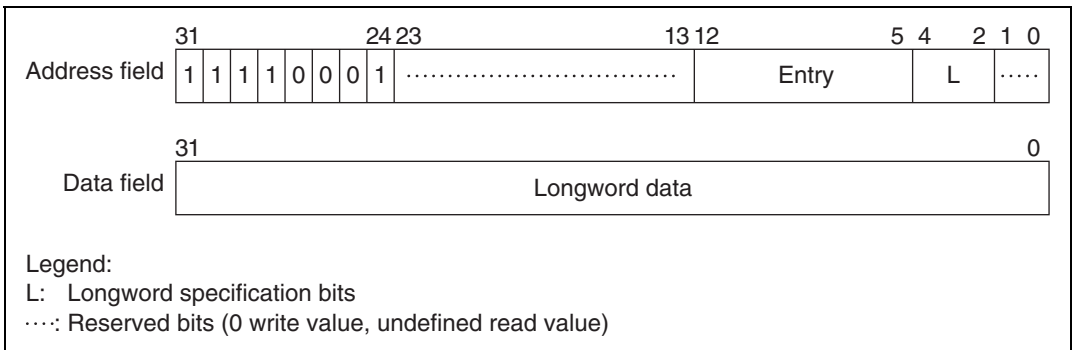 31 24 23 13 12 5 4 2 1 0
Address field 1 1 1 1 0 0 0 1 ································· Entry L ·····
31 0
Data field Longword data
Legend:
L: Longword specification bits
····: Reserved bits (0 write value, undefined read value)